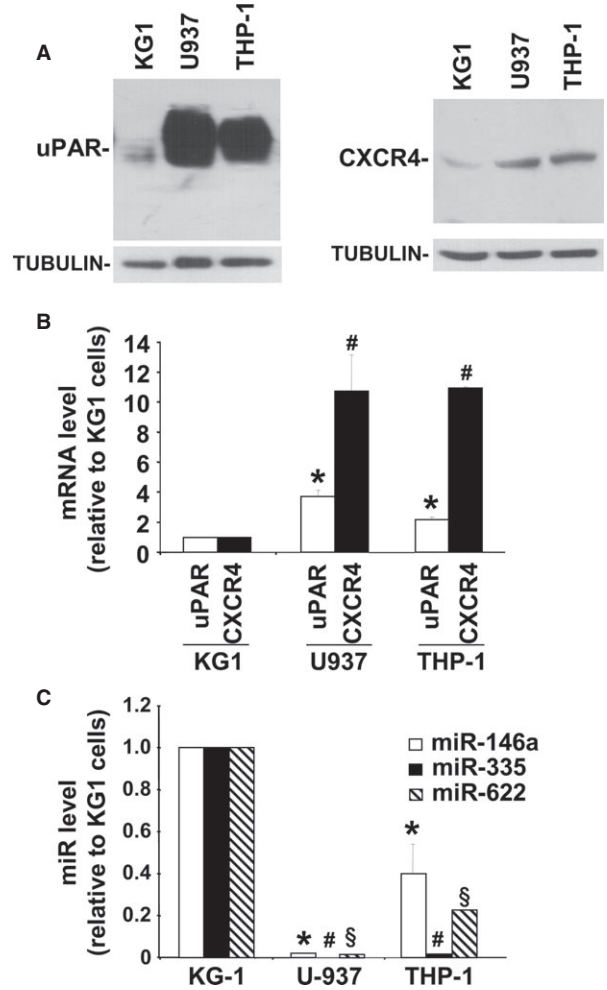 A
KG1
U937
THP-1
uPAR-
TUBULIN-
KG1
U937
THP-1
CXCR4-
TUBULIN-
B
mRNA level
(relative to KG1 cells)
14
12
10
8
6
4
2
0
*
#
*
#
uPAR
CXCR4
uPAR
CXCR4
uPAR
CXCR4
KG1
U937
THP-1
C
miR level
(relative to KG1 cells)
1.2
1.0
0.8
0.6
0.4
0.2
0
miR-146a
miR-335
miR-622
* # §
* # §
KG-1
U-937
THP-1